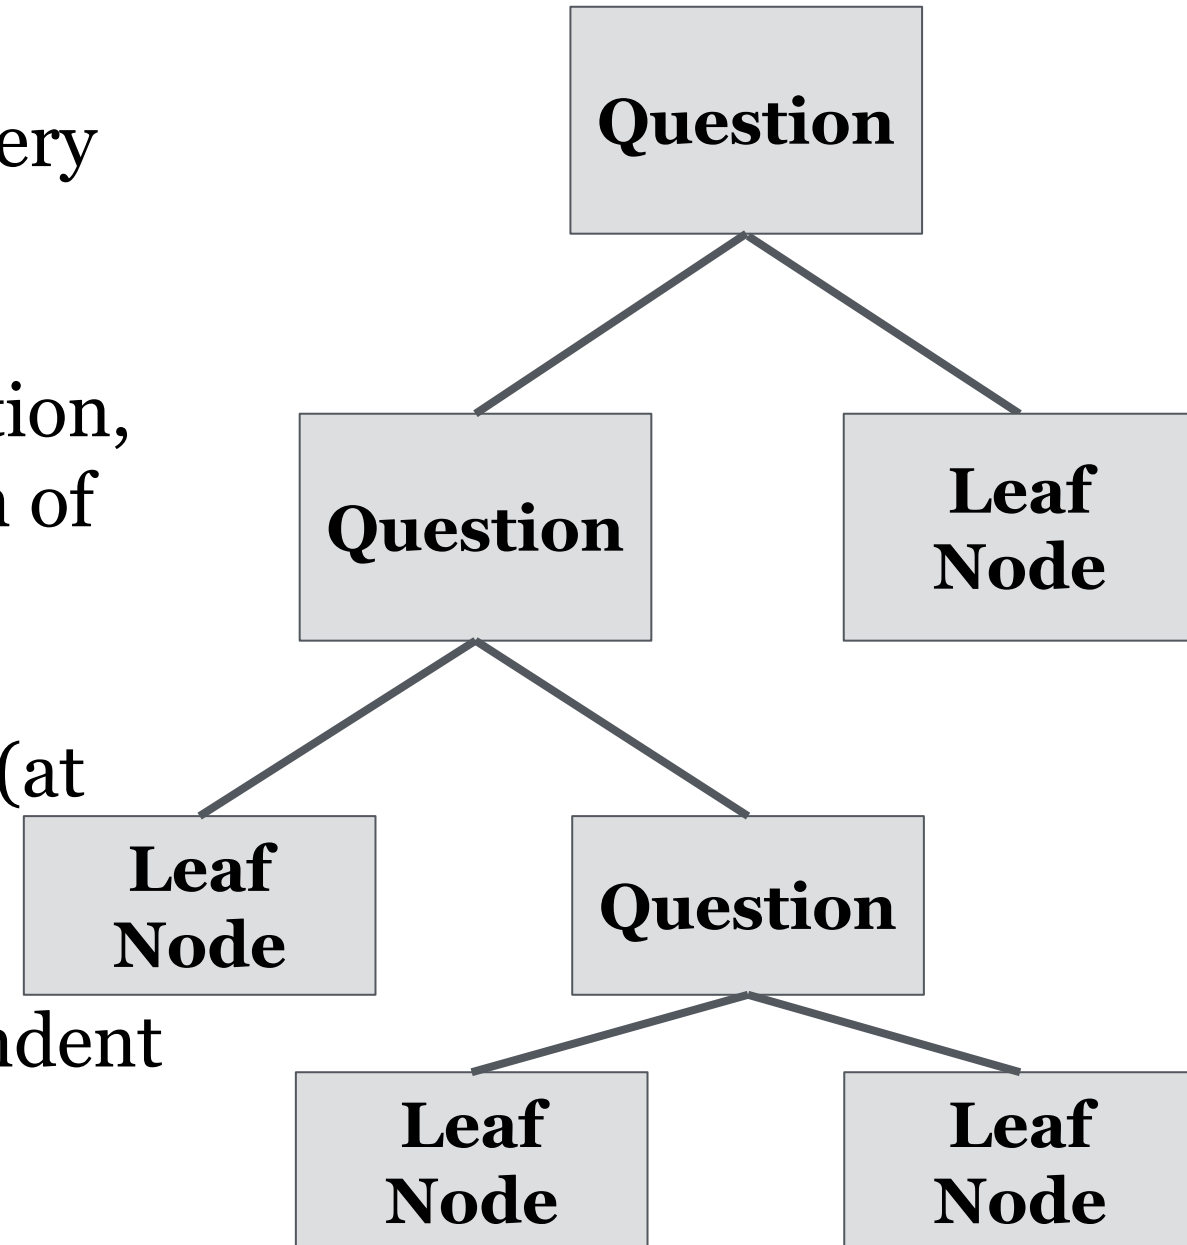 ery
tion,
n of
(at
ndent
Question
Question
Leaf
Node
Leaf
Node
Question
Leaf
Node
Leaf
Node